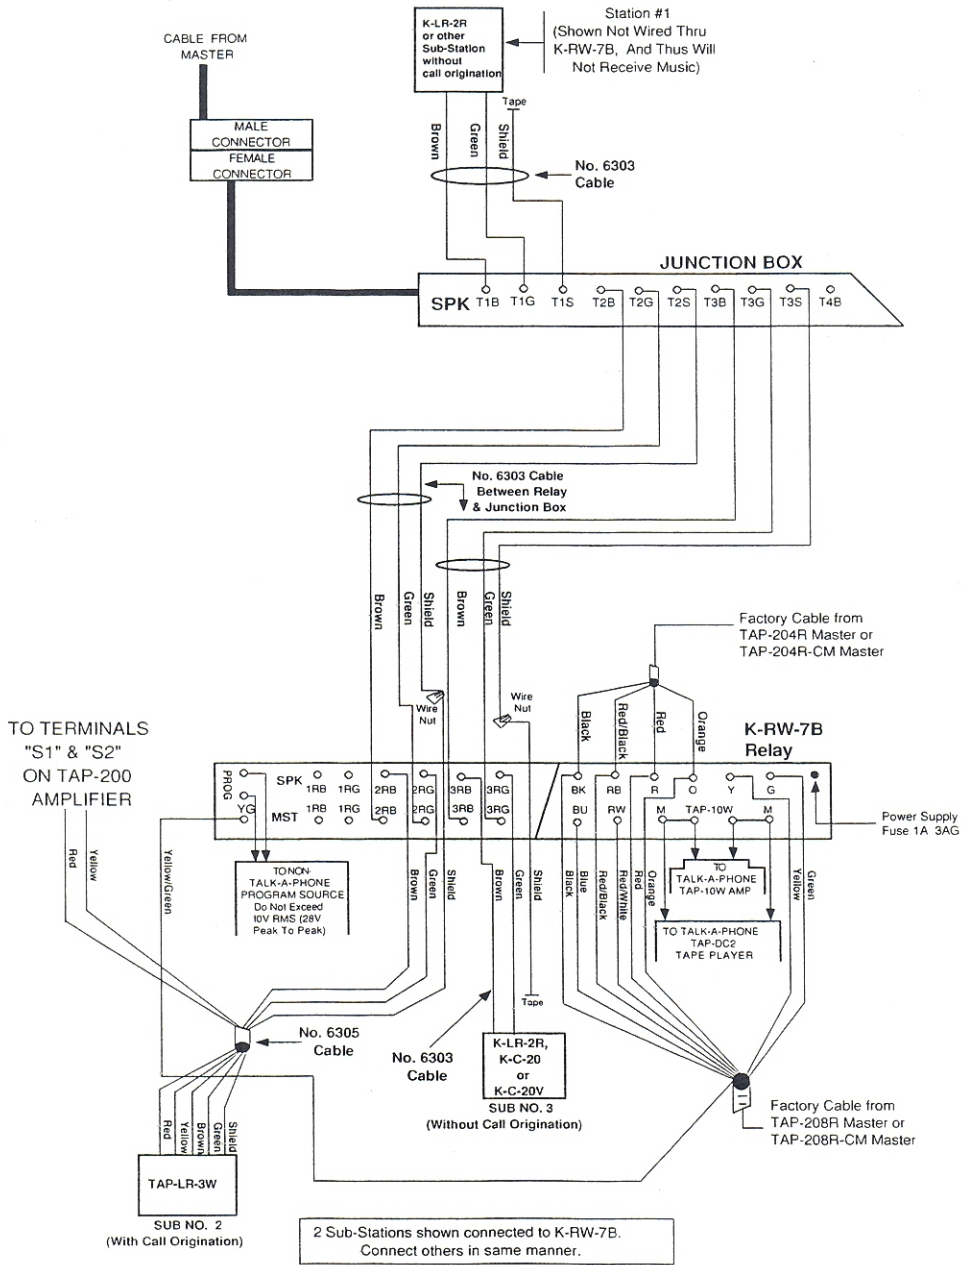 CABLE FROM
MASTER
MALE
CONNECTOR
FEMALE
CONNECTOR
K-LR-2R
or other
Sub-Station
without
call origination
Station #1
(Shown Not Wired Thru
K-RW-7B, And Thus Will
Not Receive Music)
Tape
Brown
Green
Shield
No. 6303
Cable
JUNCTION BOX
SPK T1B T1G T1S T2B T2G T2S T3B T3G T3S T4B
No. 6303 Cable
Between Relay
& Junction Box
Brown
Green
Shield
Brown
Green
Shield
Wire
Nut
Wire
Nut
Factory Cable from
TAP-204R Master or
TAP-204R-CM Master
Black
Red/Black
Red
Orange
K-RW-7B
Relay
TO TERMINALS
"S1" & "S2"
ON TAP-200
AMPLIFIER
PROG
YG
SPK 1RB 1RG 2RB 2RG 3RB 3RG
MST 1RB 1RG 2RB 2RG 3RB 3RG
BK RB R O Y G
BU RW M TAP-10W M
Power Supply
Fuse 1A 3AG
Red
Yellow
Yellow/Green
TO NON-
TALK-A-PHONE
PROGRAM SOURCE
Do Not Exceed
10V RMS (28V
Peak To Peak)
Brown
Green
Shield
Brown
Green
Shield
Black
Blue
Red/Black
Red/White
Red
Orange
Yellow
Green
TO
TALK-A-PHONE
TAP-10W AMP
TO TALK-A-PHONE
TAP-DC2
TAPE PLAYER
Tape
No. 6305
Cable
No. 6303
Cable
K-LR-2R,
K-C-20
or
K-C-20V
SUB NO. 3
(Without Call Origination)
Factory Cable from
TAP-208R Master or
TAP-208R-CM Master
Red
Yellow
Brown
Green
Shield
TAP-LR-3W
SUB NO. 2
(With Call Origination)
2 Sub-Stations shown connected to K-RW-7B.
Connect others in same manner.